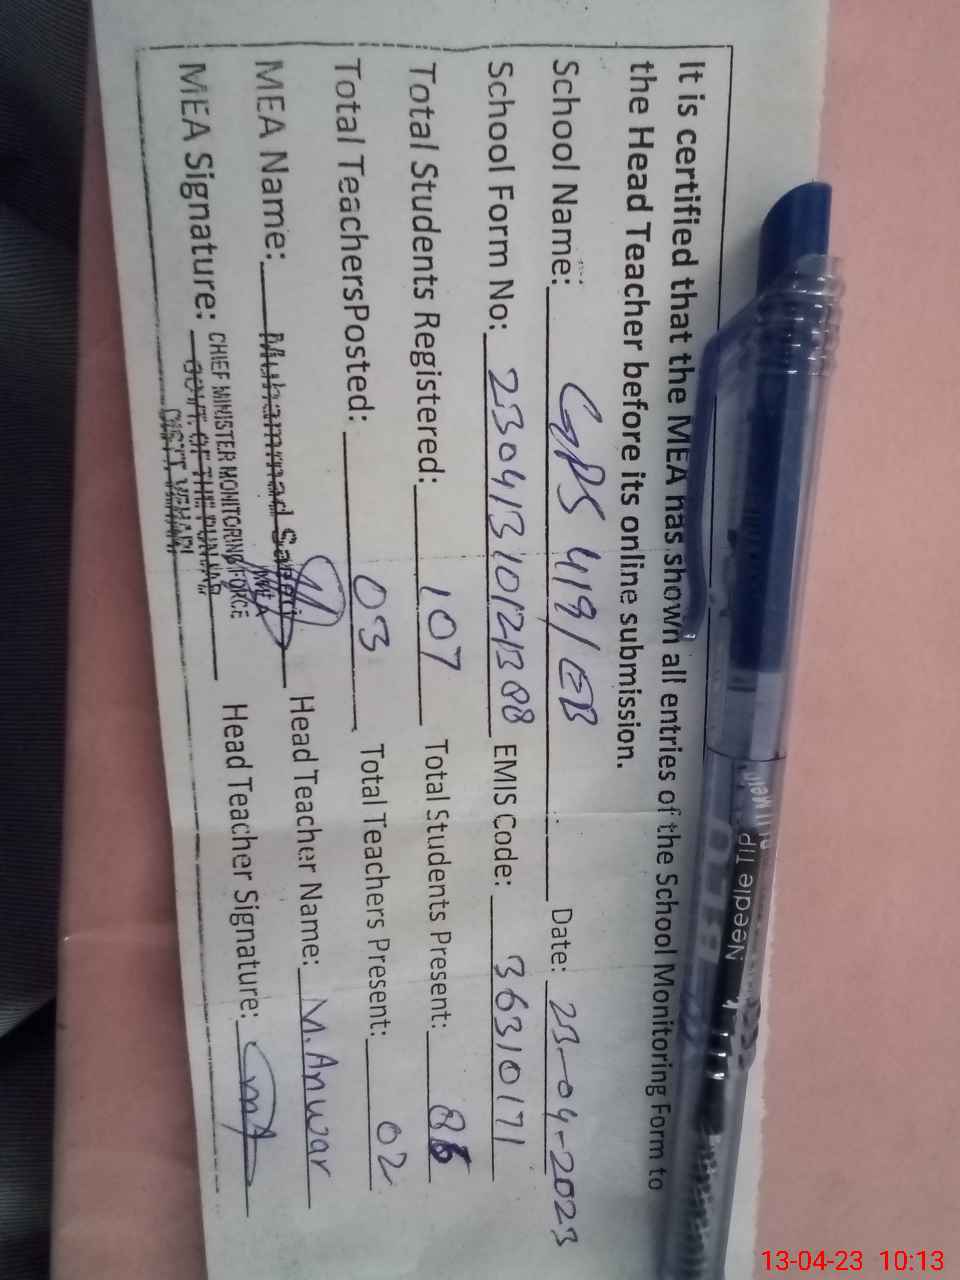 It is certified that the MEA has shown all entries of the School Monitoring Form to
the Head Teacher before its online submission.
School Name: GPS 419/EB Date: 23-04-2023
School Form No: EMIS Code: 36310171
Total Students Registered: 107 Total Students Present:
Total TeachersPosted: 03 Total Teachers Present: 02
MEA Name: Muhammad Head Teacher Name: M. Anwar
MEA
MEA Signature: Head Teacher Signature:
CHIEF MINISTER MONITORING FORCE
GOVT. OF THE PUNJAB
DISTT. VEHARI
Needle Tip
13-04-23 10:13